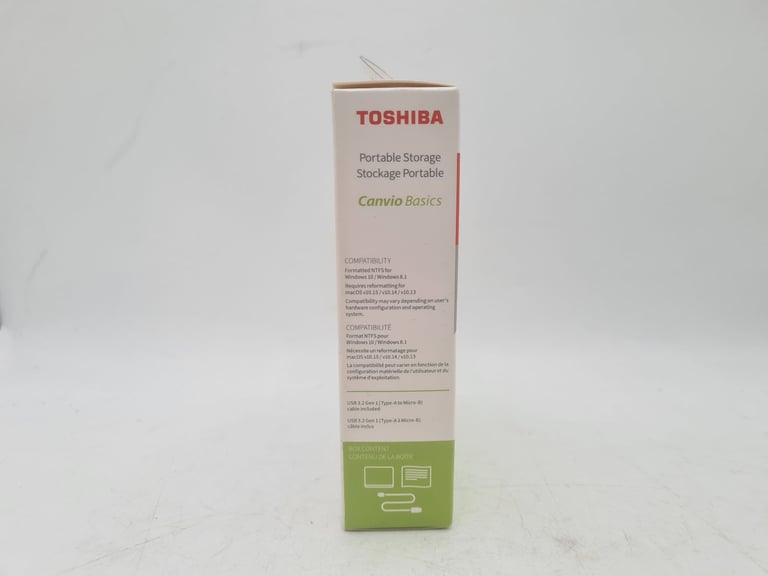 TOSHIBA
Portable Storage
Stockage Portable
Canvio Basics
COMPATIBILITY
Formatted NTFS for
Windows 10 / Windows 8.1
Requires reformatting for
macOS v10.15 / v10.14 / v10.13
Compatibility may vary depending on user's
hardware configuration and operating
system.
COMPATIBILITÉ
Format NTFS pour
Windows 10 / Windows 8.1
Nécessite un reformatage pour
macOS v10.15 / v10.14 / v10.13
La compatibilité peut varier en fonction de la
configuration matérielle de l'utilisateur et du
système d'exploitation.
USB 3.2 Gen 1 (Type-A to Micro-B)
cable included
USB 3.2 Gen 1 (Type-A à Micro-B)
câble inclus
BOX CONTENT
CONTENU DE LA BOÎTE